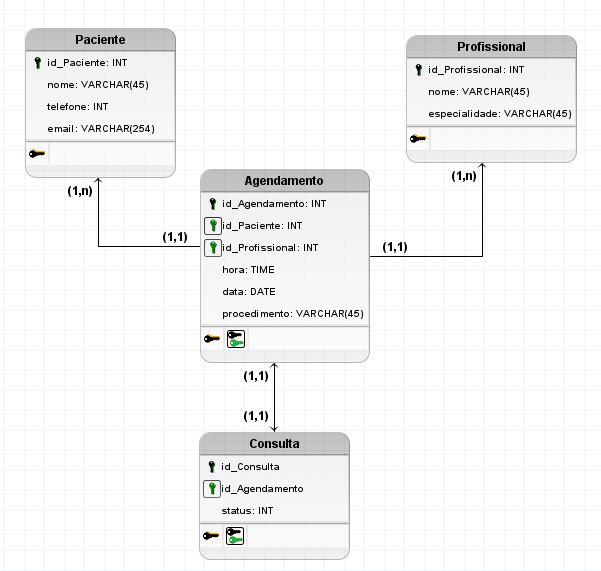 Paciente
id_Paciente: INT
nome: VARCHAR(45)
telefone: INT
email: VARCHAR(254)
(1,n)
Profissional
id_Profissional: INT
nome: VARCHAR(45)
especialidade: VARCHAR(45)
(1,n)
Agendamento
id_Agendamento: INT
id_Paciente: INT
id_Profissional: INT
hora: TIME
data: DATE
procedimento: VARCHAR(45)
(1,1)
(1,1)
(1,1)
(1,1)
Consulta
id_Consulta
id_Agendamento
status: INT